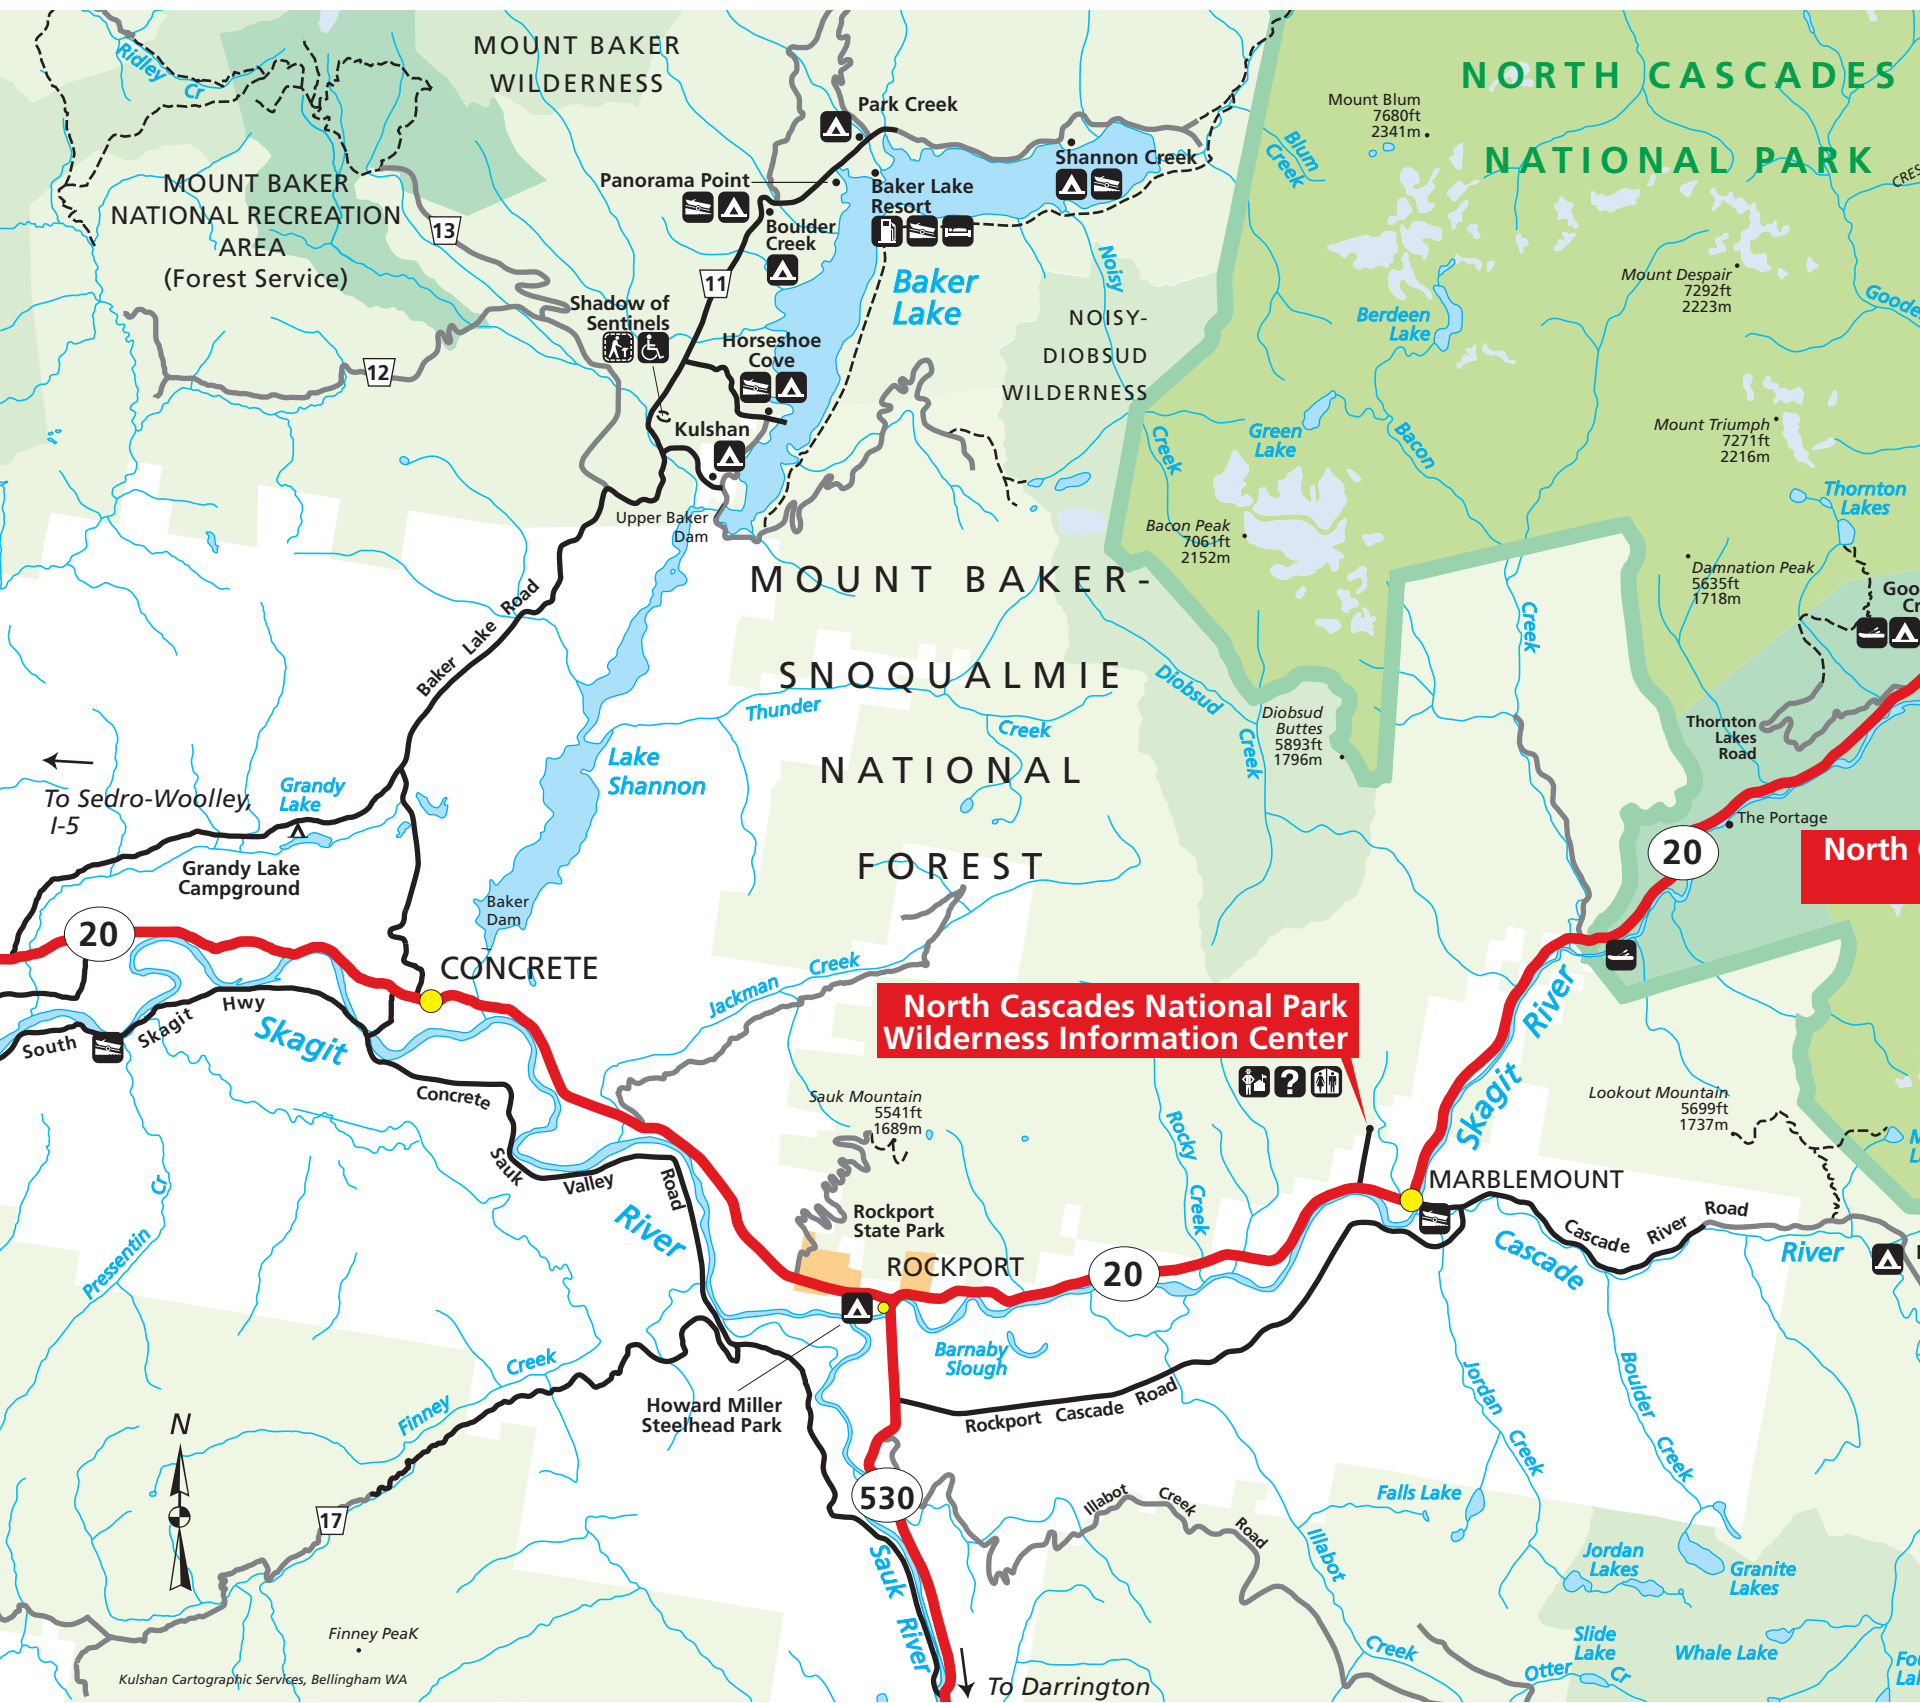 MOUNT BAKER
WILDERNESS
Ridley
Cr
NORTH CASCADES
NATIONAL PARK
Mount Blum
7680ft
2341m
Park Creek
Blum
Creek
Shannon Creek
Panorama Point
Baker Lake
Resort
MOUNT BAKER
NATIONAL RECREATION
AREA
(Forest Service)
13
Boulder
Creek
11
Baker
Lake
Noisy
Creek
Mount Despair
7292ft
2223m
Shadow of
Sentinels
Horseshoe
Cove
NOISY-
DIOBSUD
WILDERNESS
Berdeen
Lake
12
Kulshan
Green
Lake
Bacon
Creek
Mount Triumph
7271ft
2216m
Thornton
Lakes
Upper Baker
Dam
Bacon Peak
7061ft
2152m
Damnation Peak
5635ft
1718m
Baker Lake Road
MOUNT BAKER-
SNOQUALMIE
NATIONAL
FOREST
Thunder
Creek
Diobsud
Creek
Diobsud
Buttes
5893ft
1796m
Thornton
Lakes
Road
Lake
Shannon
To Sedro-Woolley,
I-5
Grandy
Lake
Grandy Lake
Campground
The Portage
20
North
Baker
Dam
20
CONCRETE
Jackman Creek
North Cascades National Park
Wilderness Information Center
Skagit River
South Skagit Hwy
Skagit
River
Concrete
Sauk
Valley
Road
Sauk Mountain
5541ft
1689m
Rocky
Creek
Lookout Mountain
5699ft
1737m
Pressentin
Cr
Rockport
State Park
ROCKPORT
20
MARBLEMOUNT
Cascade River Road
Cascade
River
Barnaby
Slough
Howard Miller
Steelhead Park
Rockport Cascade Road
Finney
Creek
Jordan
Creek
Boulder
Creek
N
17
530
Illabot Creek Road
Illabot
Creek
Falls Lake
Jordan
Lakes
Granite
Lakes
Sauk River
Slide
Lake
Whale Lake
Otter Cr
Finney PeaK
Kulshan Cartographic Services, Bellingham WA
To Darrington